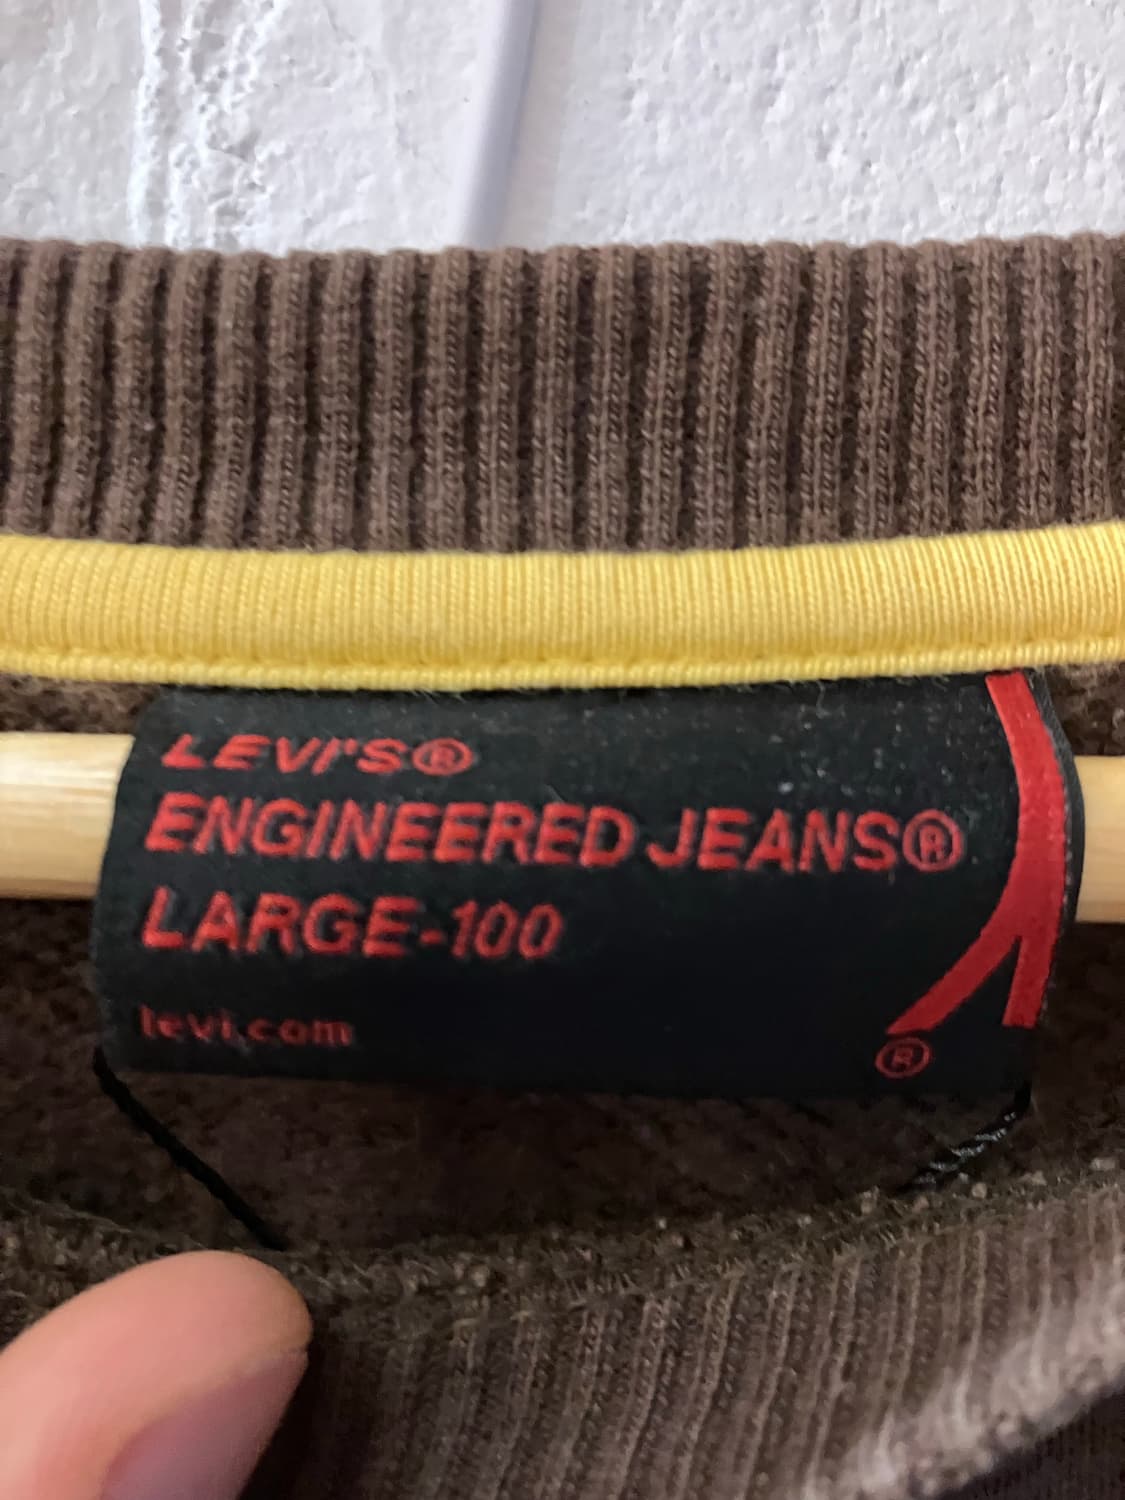 LEVI'S®
ENGINEERED JEANS®
LARGE-100
levi.com
®